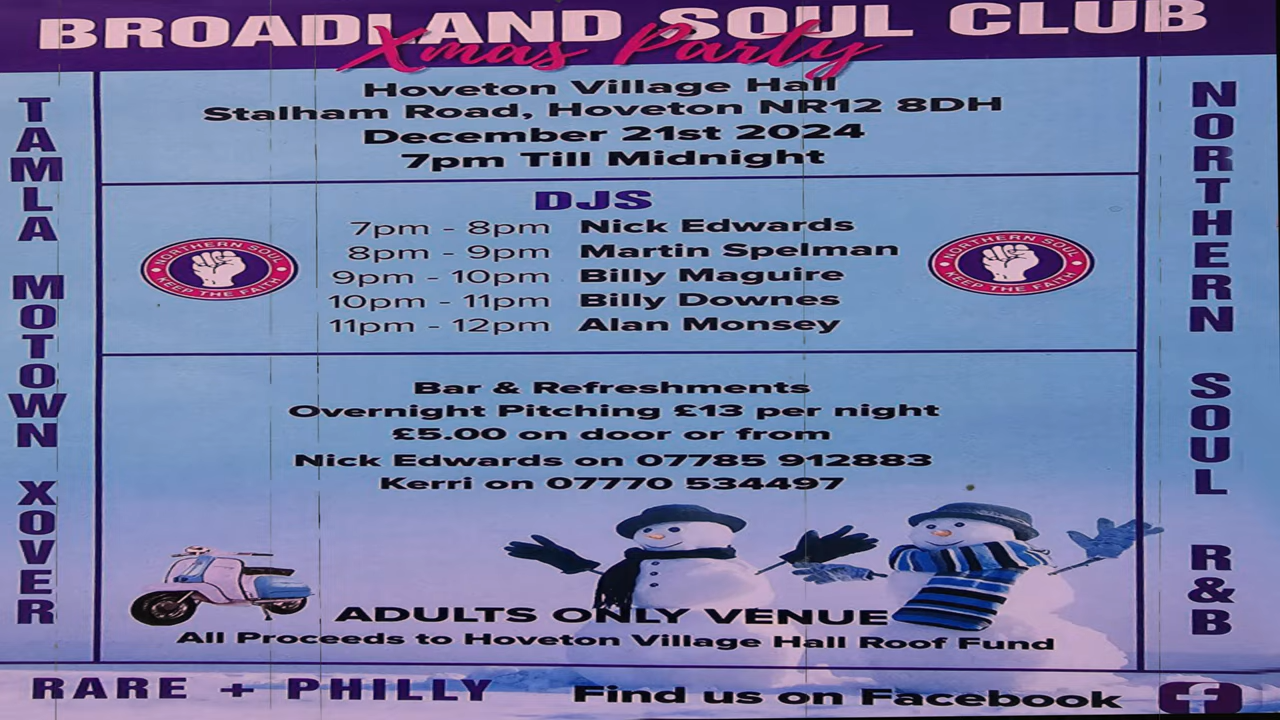 BROADLAND SOUL CLUB
Xmas Party
Hoveton Village Hall
Stalham Road, Hoveton NR12 8DH
December 21st 2024
7pm Till Midnight
TAMLA MOTOWN XOVER
NORTHERN SOUL R&B
DJS
7pm - 8pm Nick Edwards
8pm - 9pm Martin Spelman
9pm - 10pm Billy Maguire
10pm - 11pm Billy Downes
11pm - 12pm Alan Monsey
NORTHERN SOUL
KEEP THE FAITH
NORTHERN SOUL
KEEP THE FAITH
Bar & Refreshments
Overnight Pitching £13 per night
£5.00 on door or from
Nick Edwards on 07785 912883
Kerri on 07770 534497
ADULTS ONLY VENUE
All Proceeds to Hoveton Village Hall Roof Fund
RARE + PHILLY
Find us on Facebook f